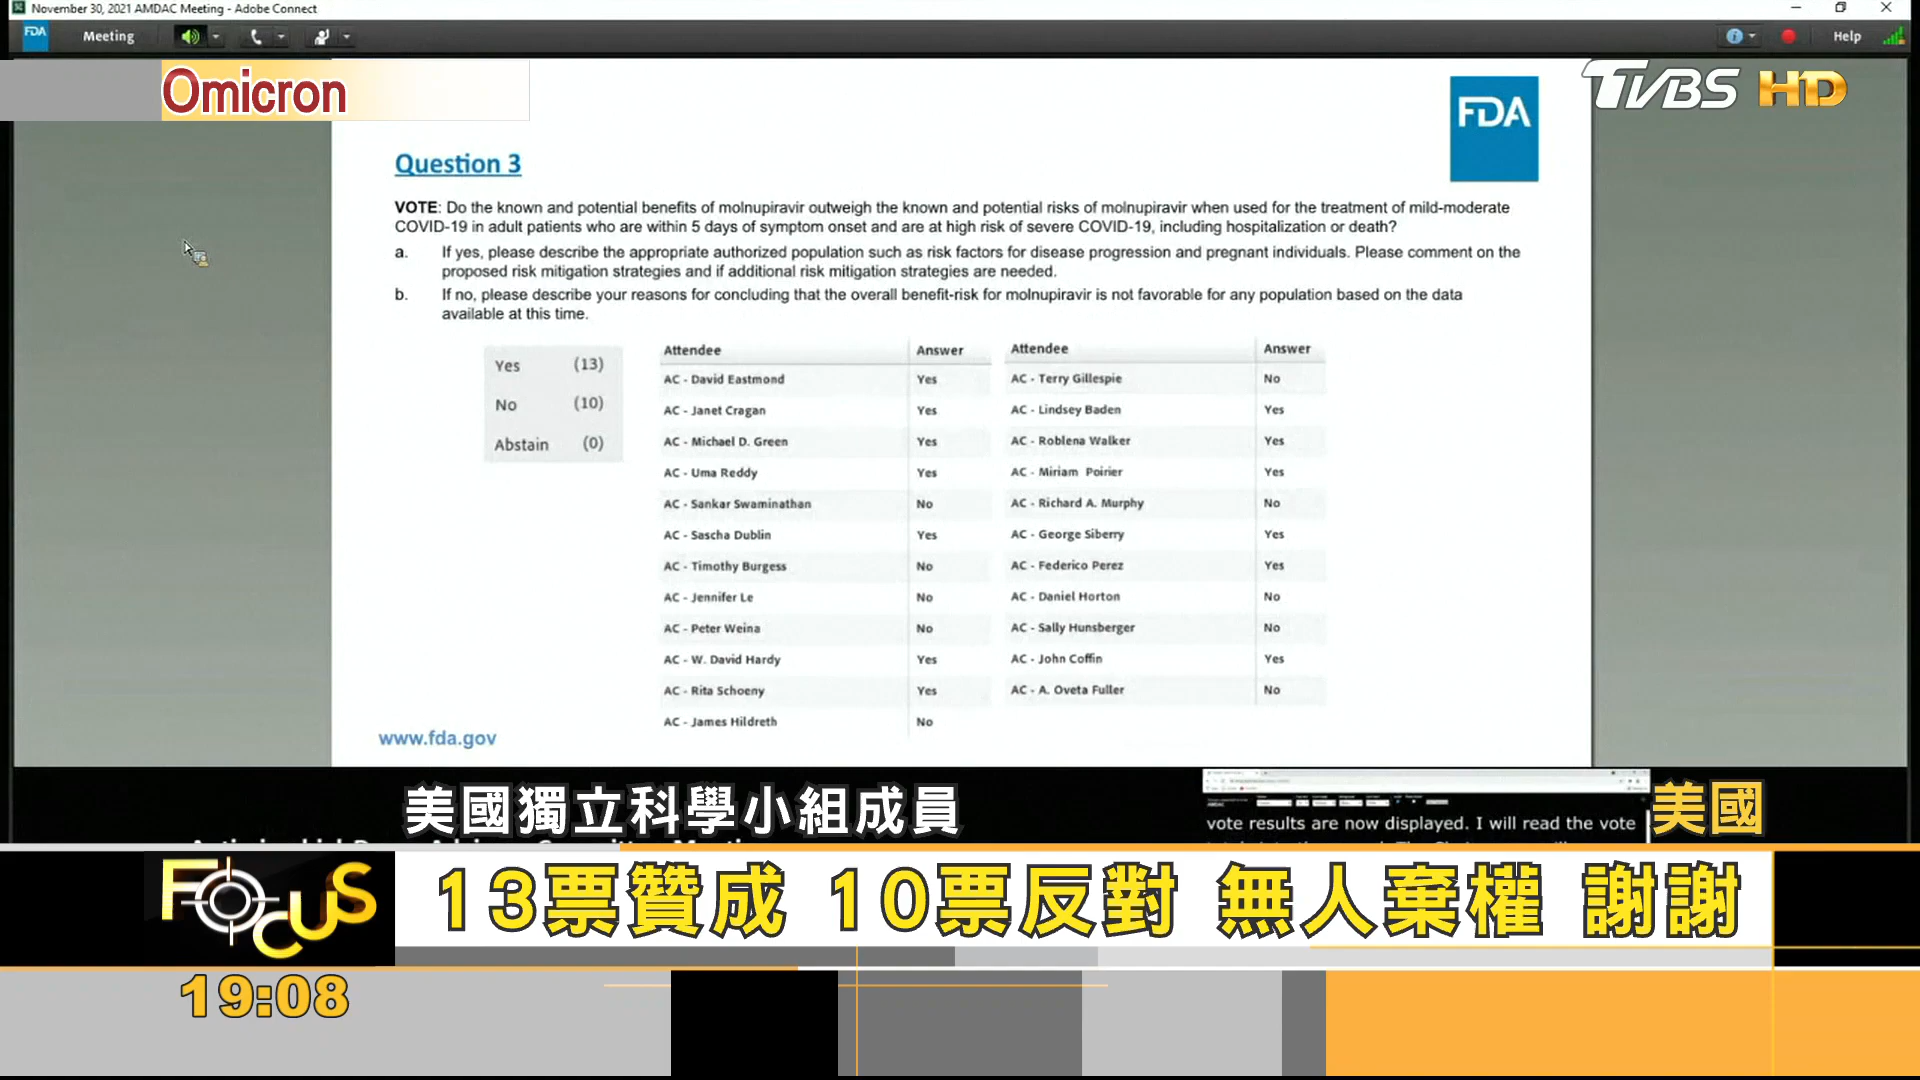 November 30, 2021 AMDAC Meeting - Adobe Connect
FDA
Meeting
Help
Omicron
TVBS HD
FDA
Question 3
VOTE: Do the known and potential benefits of molnupiravir outweigh the known and potential risks of molnupiravir when used for the treatment of mild-moderate
COVID-19 in adult patients who are within 5 days of symptom onset and are at high risk of severe COVID-19, including hospitalization or death?
a. If yes, please describe the appropriate authorized population such as risk factors for disease progression and pregnant individuals. Please comment on the
proposed risk mitigation strategies and if additional risk mitigation strategies are needed.
b. If no, please describe your reasons for concluding that the overall benefit-risk for molnupiravir is not favorable for any population based on the data
available at this time.
Yes (13)
No (10)
Abstain (0)
Attendee Answer
AC - David Eastmond Yes
AC - Janet Cragan Yes
AC - Michael D. Green Yes
AC - Uma Reddy Yes
AC - Sankar Swaminathan No
AC - Sascha Dublin Yes
AC - Timothy Burgess No
AC - Jennifer Le No
AC - Peter Weina No
AC - W. David Hardy Yes
AC - Rita Schoeny Yes
AC - James Hildreth No
Attendee Answer
AC - Terry Gillespie No
AC - Lindsey Baden Yes
AC - Roblena Walker Yes
AC - Miriam Poirier Yes
AC - Richard A. Murphy No
AC - George Siberry Yes
AC - Federico Perez Yes
AC - Daniel Horton No
AC - Sally Hunsberger No
AC - John Coffin Yes
AC - A. Oveta Fuller No
www.fda.gov
美國獨立科學小組成員
vote results are now displayed. I will read the vote
美國
FOCUS
13票贊成 10票反對 無人棄權 謝謝
19:08